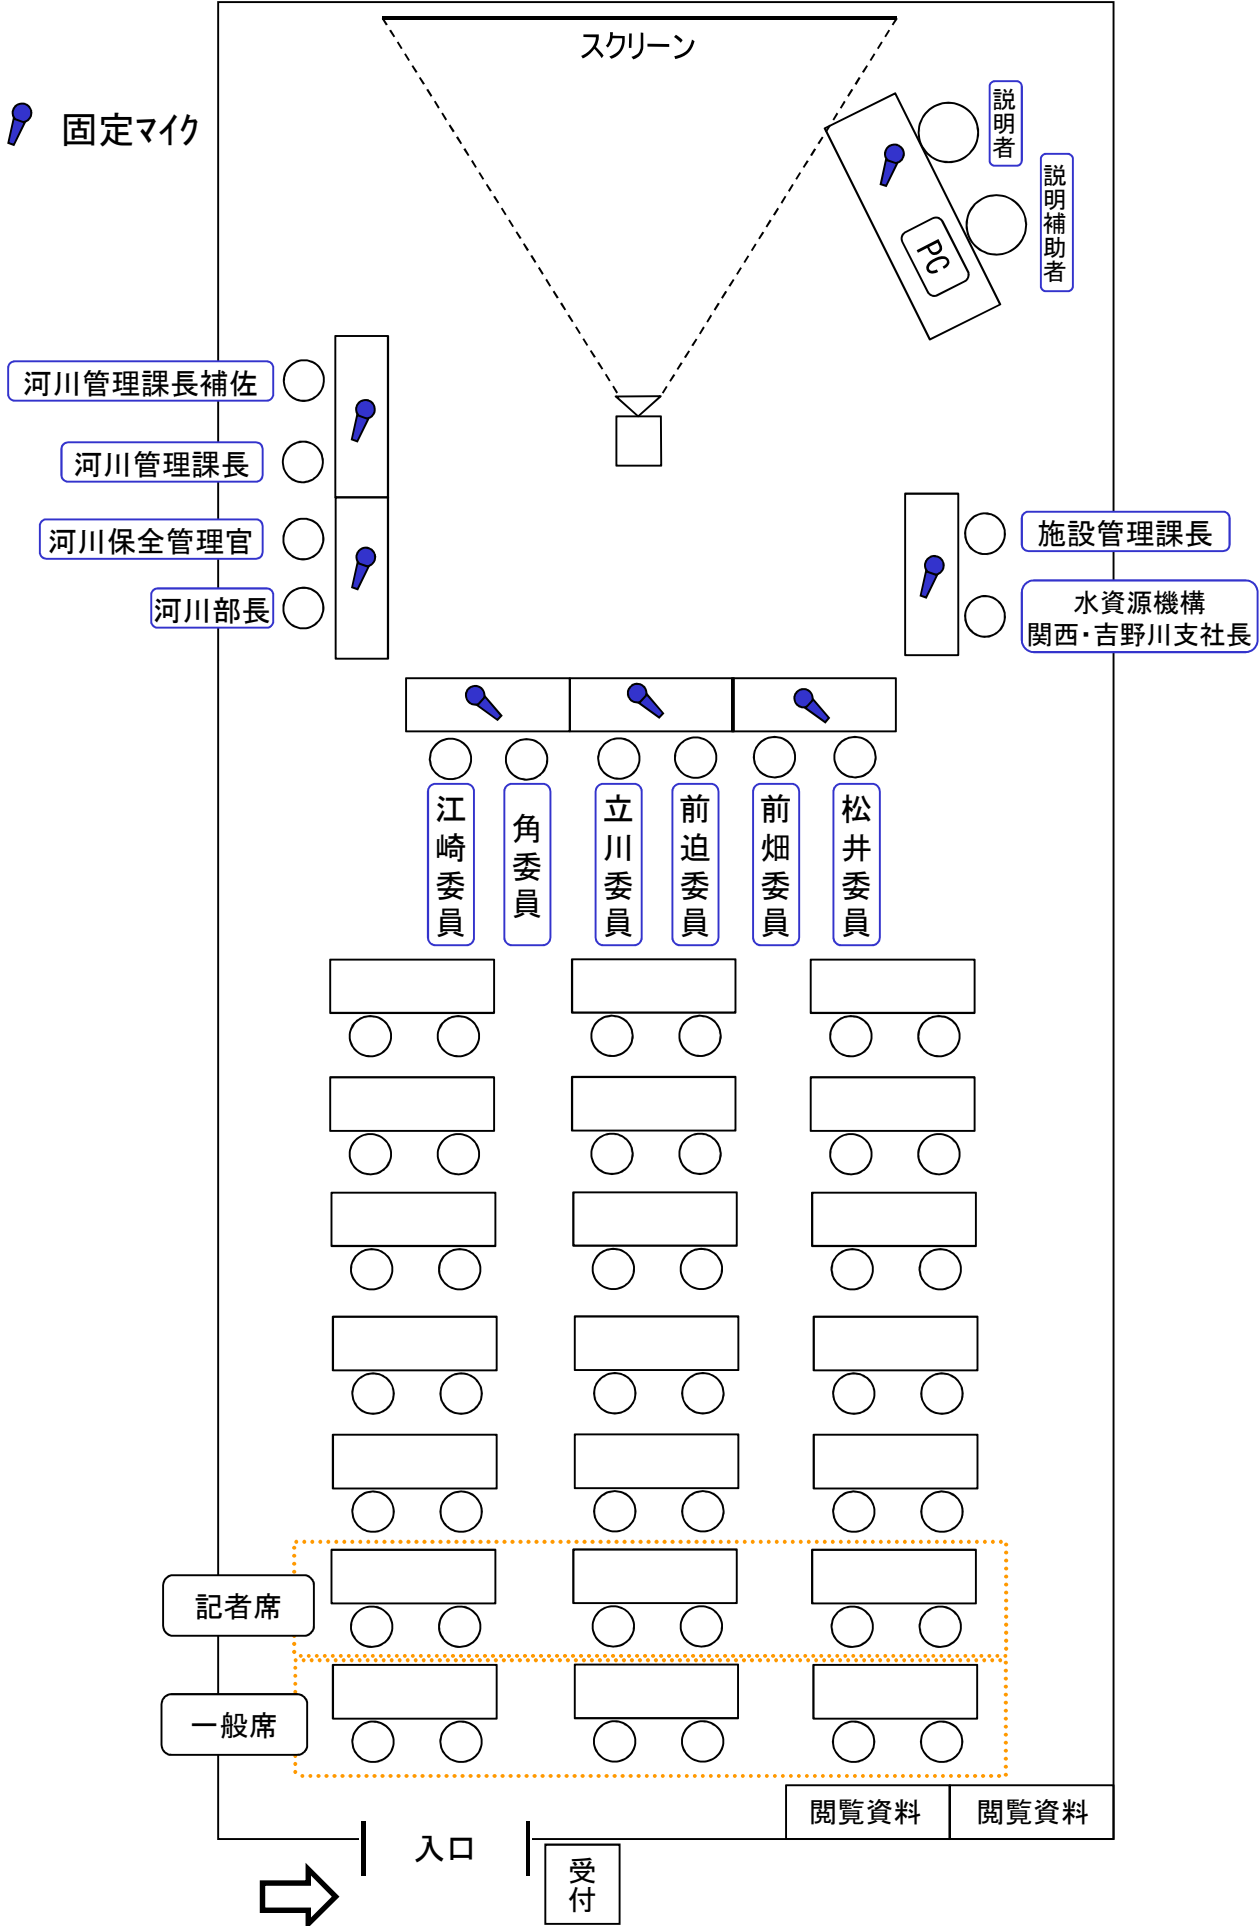 スクリーン
固定マイク
説明者
説明補助者
PC
河川管理課長補佐
河川管理課長
河川保全管理官
河川部長
施設管理課長
水資源機構
関西・吉野川支社長
江崎委員
角委員
立川委員
前迫委員
前畑委員
松井委員
記者席
一般席
閲覧資料
閲覧資料
入口
受付